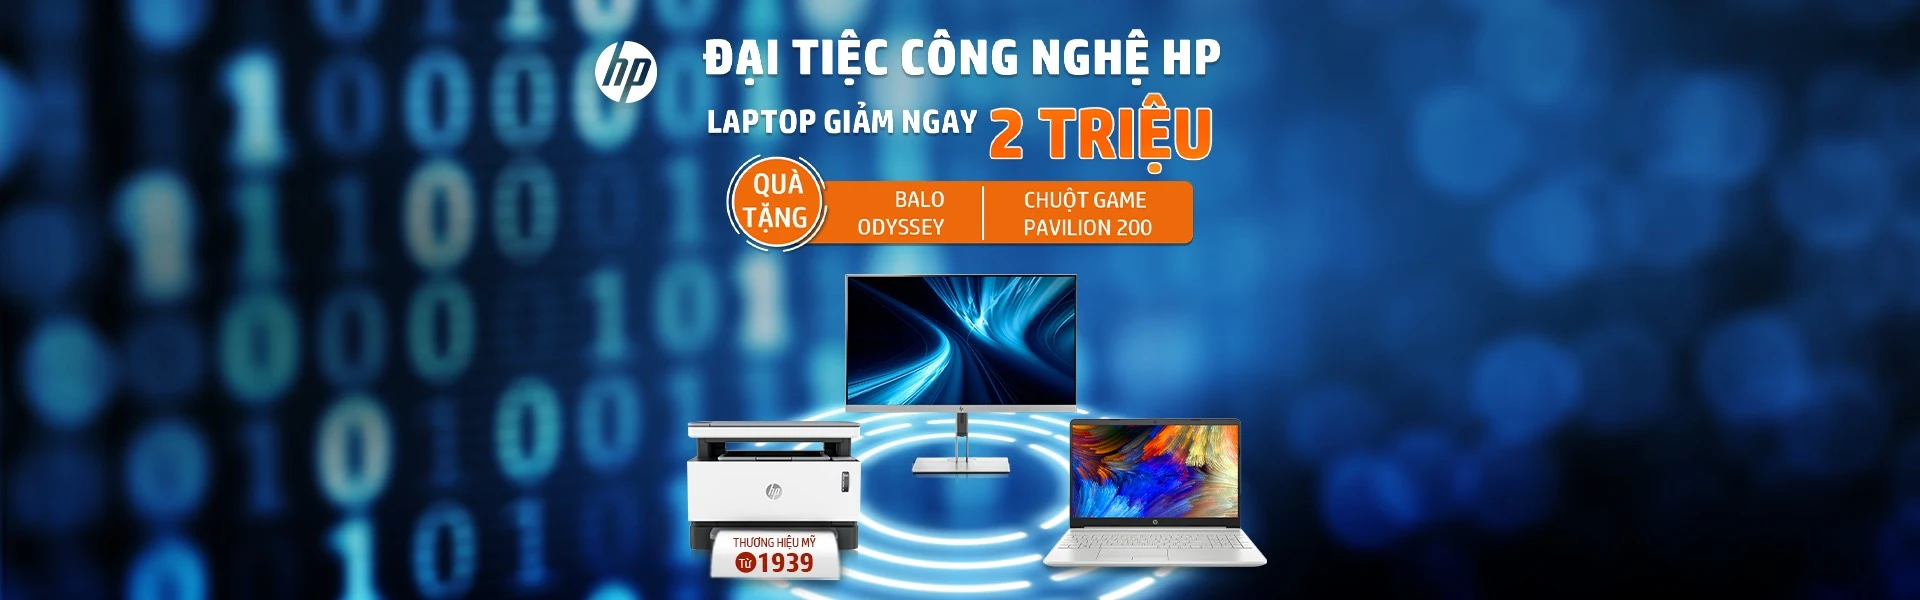 hp
ĐẠI TIỆC CÔNG NGHỆ HP
LAPTOP GIẢM NGAY 2 TRIỆU
QUÀ
TẶNG
BALO
ODYSSEY
CHUỘT GAME
PAVILION 200
hp
THƯƠNG HIỆU MỸ
TỪ 1939